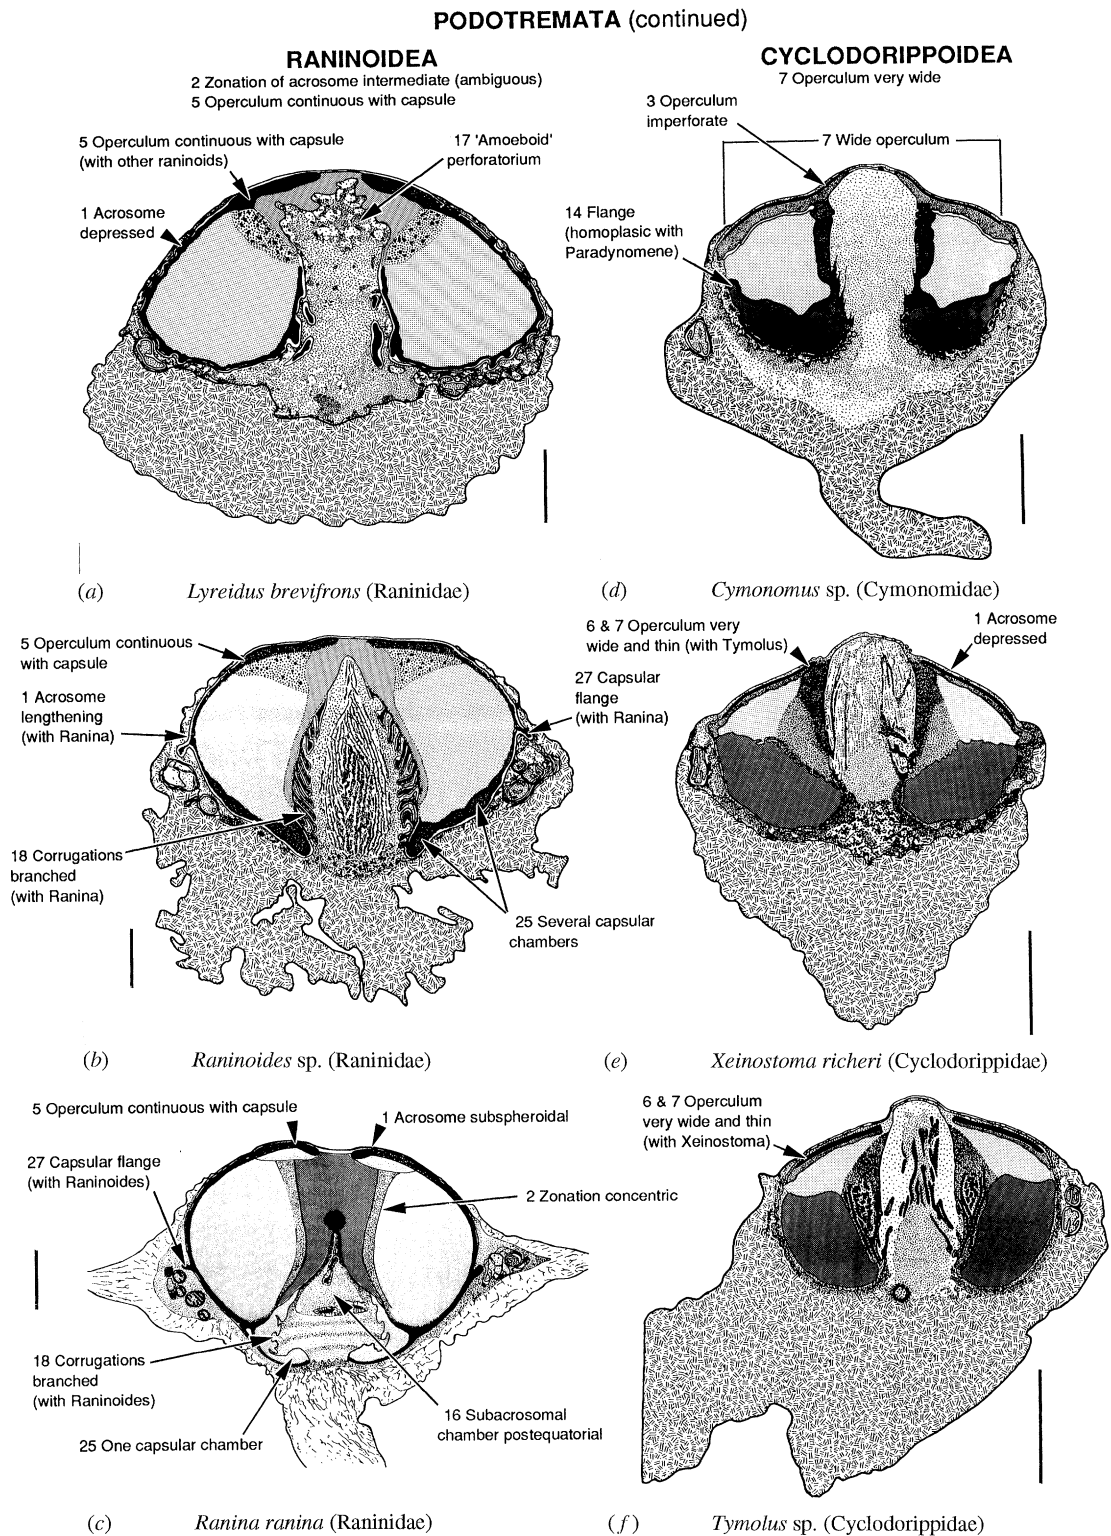 PODOTREMATA (continued)
RANINOIDEA
2 Zonation of acrosome intermediate (ambiguous)
5 Operculum continuous with capsule
CYCLODORIPPOIDEA
7 Operculum very wide
5 Operculum continuous with capsule
(with other raninoids)
17 'Amoeboid'
perforatorium
1 Acrosome
depressed
3 Operculum
imperforate
7 Wide operculum
14 Flange
(homoplasic with
Paradynomene)
(a) Lyreidus brevifrons (Raninidae)
(d) Cymonomus sp. (Cymonomidae)
5 Operculum continuous
with capsule
1 Acrosome
lengthening
(with Ranina)
18 Corrugations
branched
(with Ranina)
27 Capsular
flange
(with Ranina)
25 Several capsular
chambers
6 & 7 Operculum very
wide and thin (with Tymolus)
1 Acrosome
depressed
(b) Raninoides sp. (Raninidae)
(e) Xeinostoma richeri (Cyclodorippidae)
5 Operculum continuous with capsule
1 Acrosome subspheroidal
27 Capsular flange
(with Raninoides)
2 Zonation concentric
18 Corrugations
branched
(with Raninoides)
25 One capsular chamber
16 Subacrosomal
chamber postequatorial
6 & 7 Operculum
very wide and thin
(with Xeinostoma)
(c) Ranina ranina (Raninidae)
(f) Tymolus sp. (Cyclodorippidae)